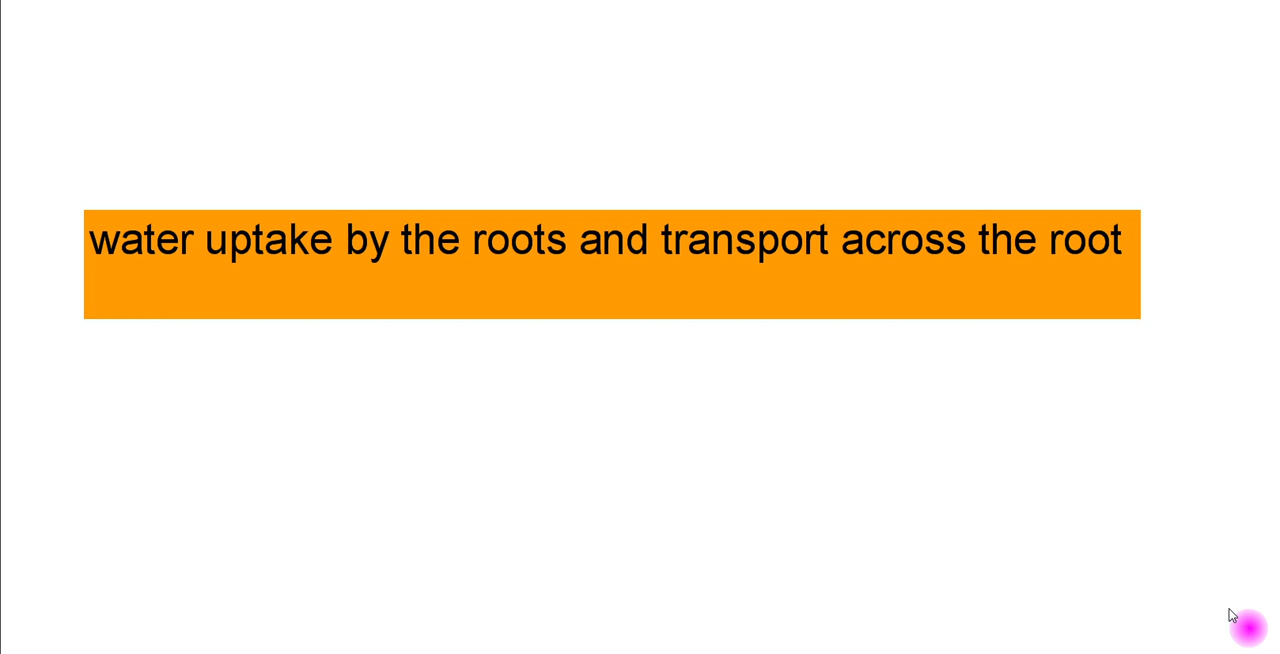 water uptake by the roots and transport across the root